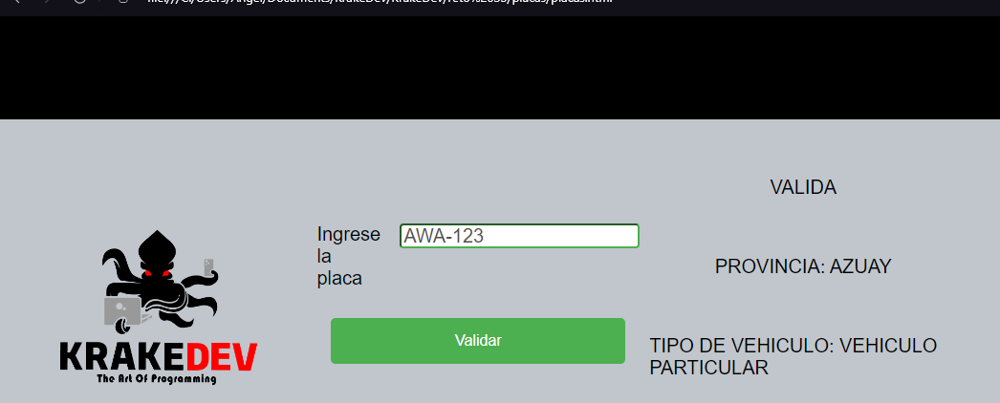 file:///C:/Users/Angel/Documents/KrakeDev/KrakeDev/reto%2035/placas/placas.html
VALIDA
Ingrese
la
placa
AWA-123
PROVINCIA: AZUAY
Validar
TIPO DE VEHICULO: VEHICULO
PARTICULAR
KRAKEDEV
The Art Of Programming